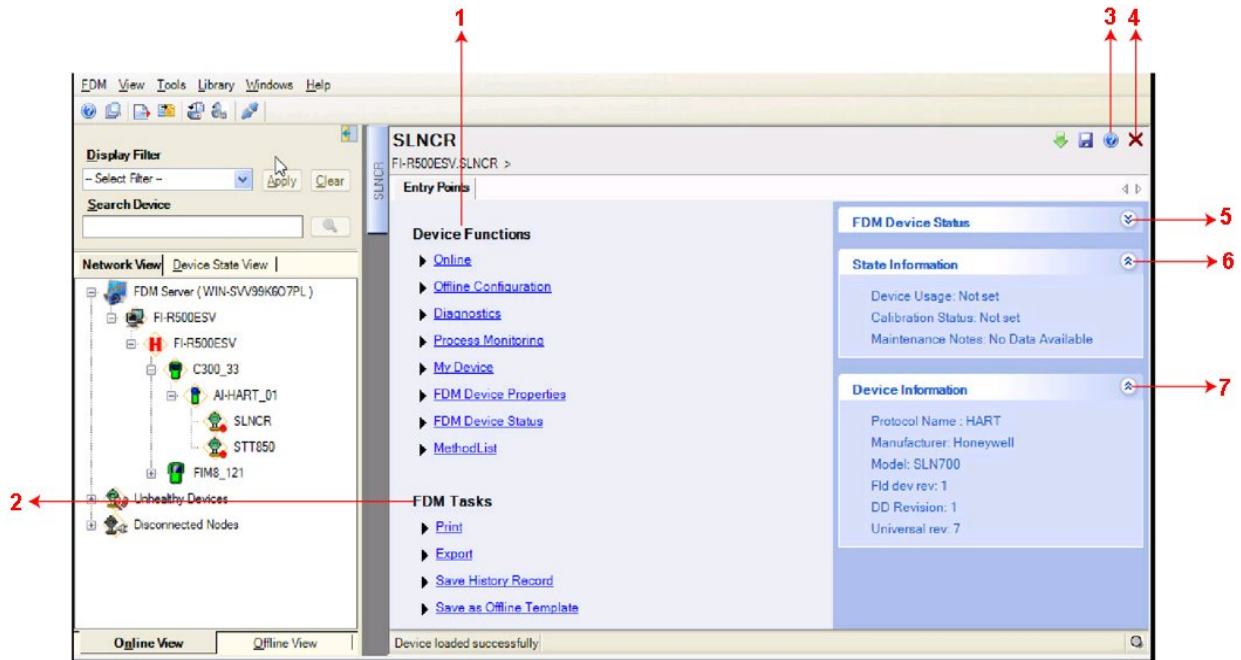 1
3 4
FDM View Tools Library Windows Help
Display Filter
-- Select Filter --
Apply
Clear
Search Device
Network View
Device State View
FDM Server ( WIN-SVV99K6O7PL )
FI-R500ESV
FI-R500ESV
C300_33
AI-HART_01
SLNCR
STT850
FIM8_121
2
Unhealthy Devices
Disconnected Nodes
Online View
Offline View
SLNCR
SLNCR
FI-R500ESV.SLNCR >
Entry Points
Device Functions
Online
Offline Configuration
Diagnostics
Process Monitoring
My Device
FDM Device Properties
FDM Device Status
MethodList
FDM Tasks
Print
Export
Save History Record
Save as Offline Template
FDM Device Status
5
State Information
6
Device Usage: Not set
Calibration Status: Not set
Maintenance Notes: No Data Available
Device Information
7
Protocol Name : HART
Manufacturer: Honeywell
Model: SLN700
Fld dev rev: 1
DD Revision: 1
Universal rev: 7
Device loaded successfully